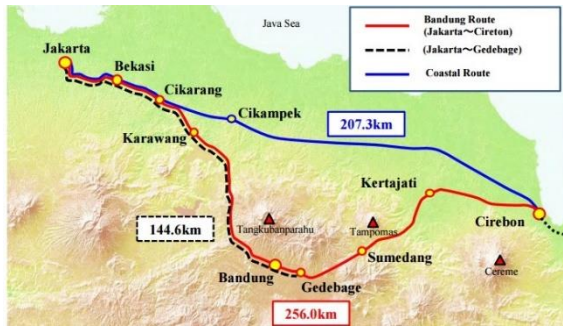 Java Sea
Bandung Route
(Jakarta～Cireton)
(Jakarta～Gedebage)
Coastal Route
Jakarta
Bekasi
Cikarang
Cikampek
Karawang
207.3km
Kertajati
Cirebon
144.6km
Tangkubanparahu
Tampomas
Sumedang
Cereme
Bandung
Gedebage
256.0km